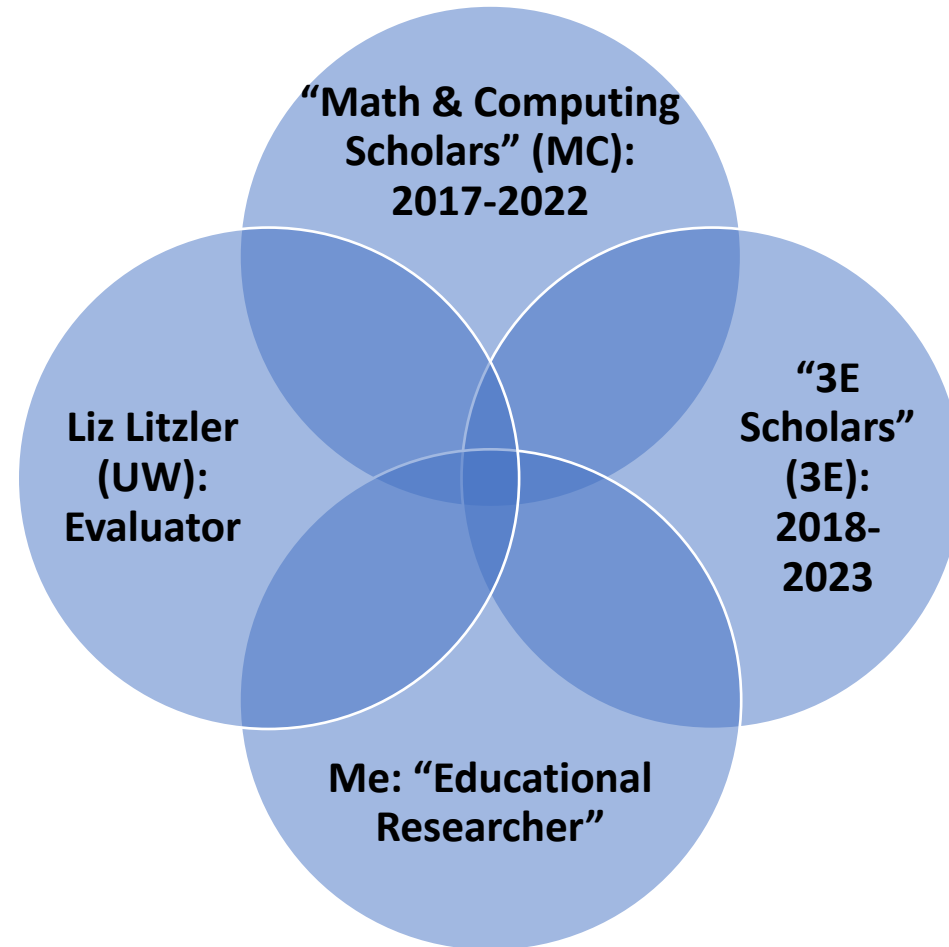 “Math & Computing
Scholars” (MC):
2017-2022
Liz Litzler
(UW):
Evaluator
“3E
Scholars”
(3E):
2018-
2023
Me: “Educational
Researcher”